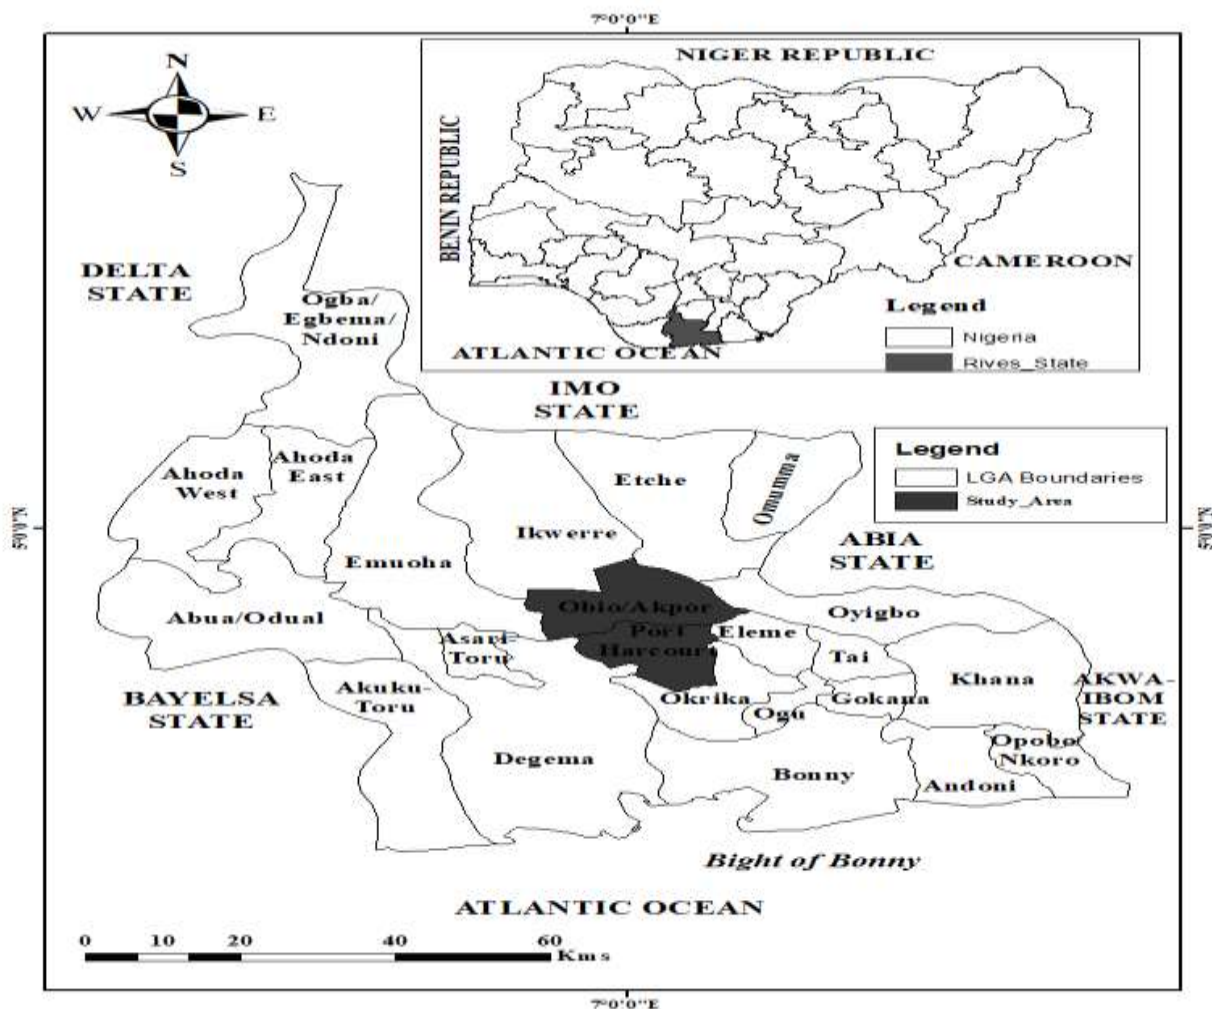 7°0'0"E
N
W
E
S
NIGER REPUBLIC
BENIN REPUBLIC
CAMEROON
Legend
Nigeria
Rives_State
ATLANTIC OCEAN
DELTA
STATE
Ogba/
Egbema/
Ndoni
IMO
STATE
Legend
LGA Boundaries
Study_Area
Ahoda
West
Ahoda
East
Etche
Omumma
5°0'0"N
5°0'0"N
Ikwerre
ABIA
STATE
Emuoha
Abua/Odual
Obio/Akpor
Oyigbo
Port
Harcourt
Eleme
Asari-
Toru
Tai
Khana
AKWA-
IBOM
STATE
BAYELSA
STATE
Akuku-
Toru
Okrika
Ogu
Gokana
Opobo/
Nkoro
Degema
Bonny
Andoni
Bight of Bonny
ATLANTIC OCEAN
0 10 20 40 60
Kms
7°0'0"E